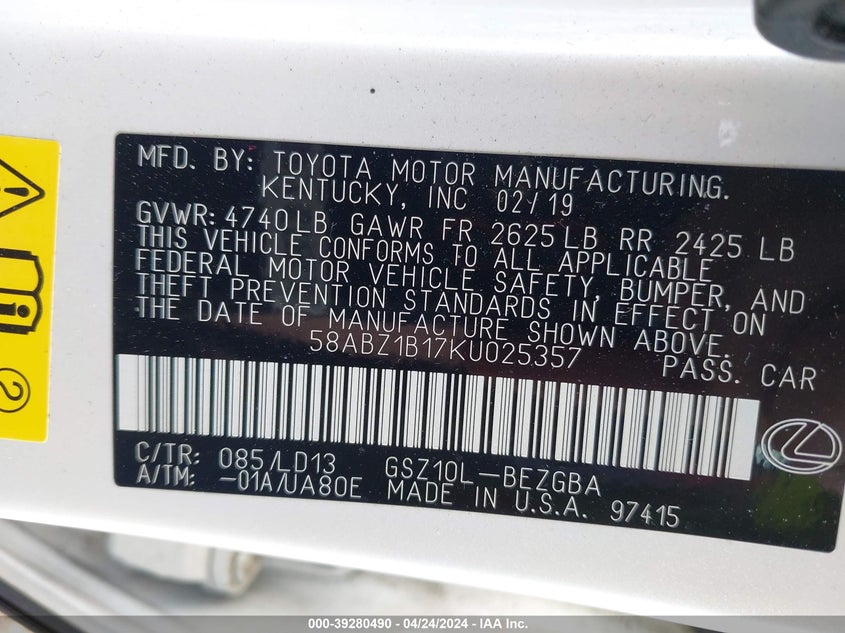 MFD. BY: TOYOTA MOTOR MANUFACTURING.
KENTUCKY, INC 02/19
GVWR: 4740LB GAWR FR 2625LB RR 2425 LB
THIS VEHICLE CONFORMS TO ALL APPLICABLE
FEDERAL MOTOR VEHICLE SAFETY, BUMPER, AND
THEFT PREVENTION STANDARDS IN EFFECT ON
THE DATE OF MANUFACTURE SHOWN ABOVE.
58ABZ1B17KU025357 PASS. CAR
C/TR: 085/LD13 GSZ10L-BEZGBA
A/TM: -01A/UA80E MADE IN U.S.A. 97415
2
000-39280490 - 04/24/2024 - IAA Inc.